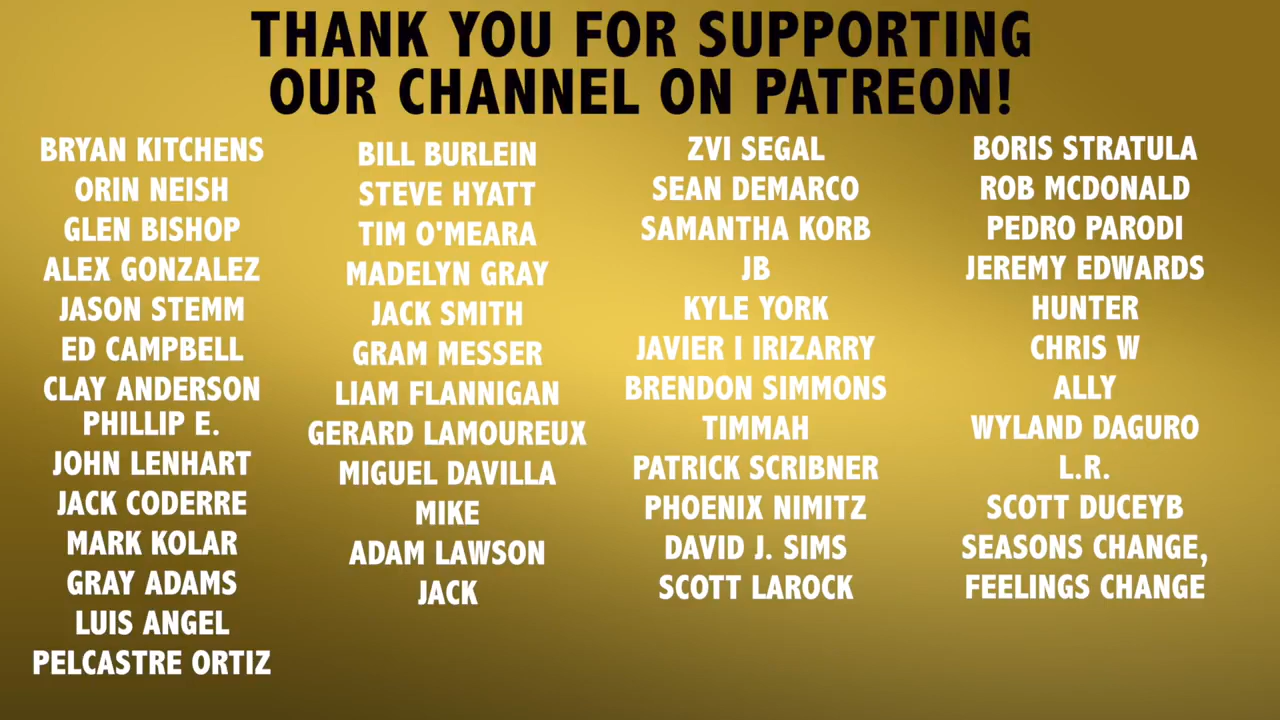 THANK YOU FOR SUPPORTING
OUR CHANNEL ON PATREON!
BRYAN KITCHENS
ORIN NEISH
GLEN BISHOP
ALEX GONZALEZ
JASON STEMM
ED CAMPBELL
CLAY ANDERSON
PHILLIP E.
JOHN LENHART
JACK CODERRE
MARK KOLAR
GRAY ADAMS
LUIS ANGEL
PELCASTRE ORTIZ
BILL BURLEIN
STEVE HYATT
TIM O'MEARA
MADELYN GRAY
JACK SMITH
GRAM MESSER
LIAM FLANNIGAN
GERARD LAMOUREUX
MIGUEL DAVILLA
MIKE
ADAM LAWSON
JACK
ZVI SEGAL
SEAN DEMARCO
SAMANTHA KORB
JB
KYLE YORK
JAVIER I IRIZARRY
BRENDON SIMMONS
TIMMAH
PATRICK SCRIBNER
PHOENIX NIMITZ
DAVID J. SIMS
SCOTT LAROCK
BORIS STRATULA
ROB MCDONALD
PEDRO PARODI
JEREMY EDWARDS
HUNTER
CHRIS W
ALLY
WYLAND DAGURO
L.R.
SCOTT DUCEYB
SEASONS CHANGE,
FEELINGS CHANGE